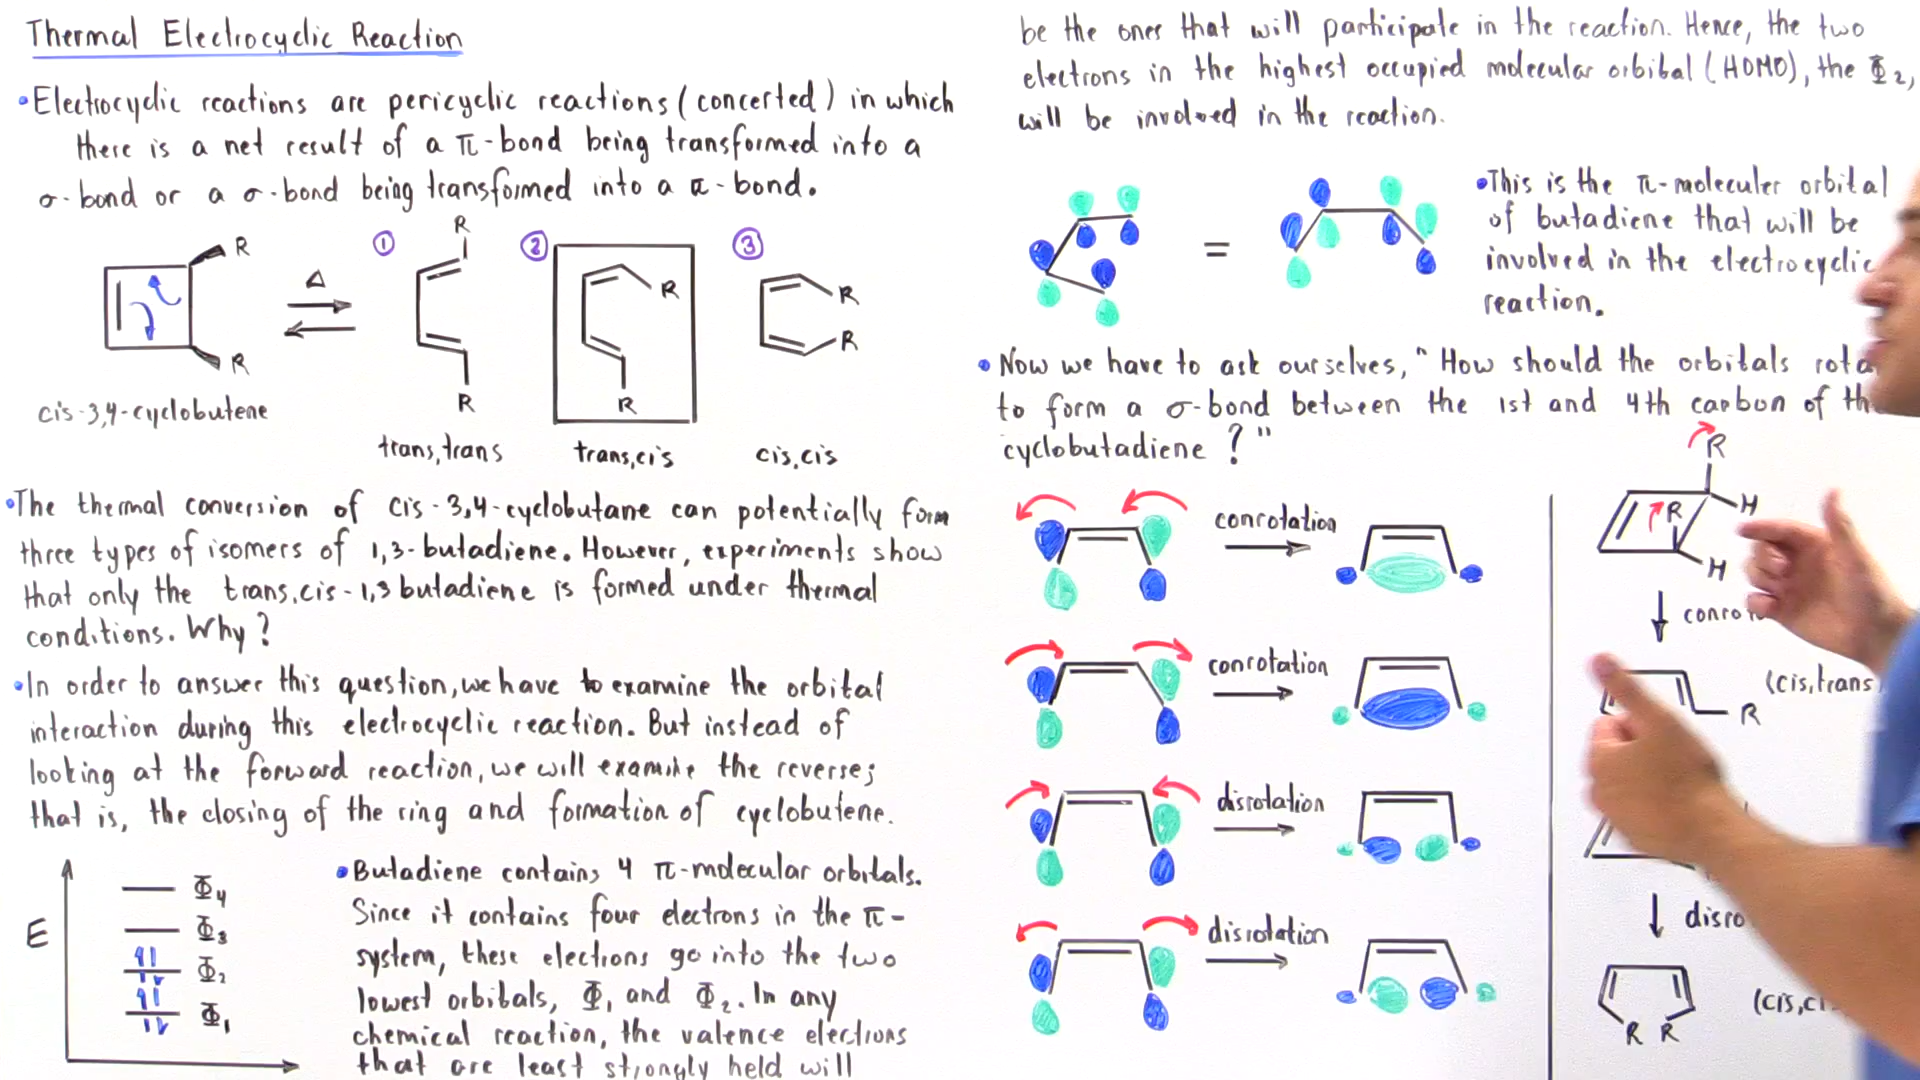 Thermal Electrocyclic Reaction
•Electrocyclic reactions are pericyclic reactions (concerted) in which
there is a net result of a π-bond being transformed into a
σ-bond or a σ-bond being transformed into a π-bond.
R
R
cis-3,4-cyclobutene
Δ
1
R
R
trans,trans
2
R
R
trans,cis
3
R
R
cis,cis
•The thermal conversion of cis-3,4-cyclobutane can potentially form
three types of isomers of 1,3-butadiene. However, experiments show
that only the trans,cis-1,3 butadiene is formed under thermal
conditions. Why?
•In order to answer this question, we have to examine the orbital
interaction during this electrocyclic reaction. But instead of
looking at the forward reaction, we will examine the reverse;
that is, the closing of the ring and formation of cyclobutene.
E
Φ4
Φ3
Φ2
Φ1
•Butadiene contains 4 π-molecular orbitals.
Since it contains four electrons in the π-
system, these electrons go into the two
lowest orbitals, Φ1 and Φ2. In any
chemical reaction, the valence electrons
that are least strongly held will
be the ones that will participate in the reaction. Hence, the two
electrons in the highest occupied molecular orbital (HOMO), the Φ2,
will be involved in the reaction.
=
•This is the π-molecular orbital
of butadiene that will be
involved in the electrocyclic
reaction.
•Now we have to ask ourselves, "How should the orbitals
to form a σ-bond between the 1st and 4th carbon of
cyclobutadiene?"
conrotation
conrotation
disrotation
disrotation
R
R
H
H
(cis,trans
R
R R